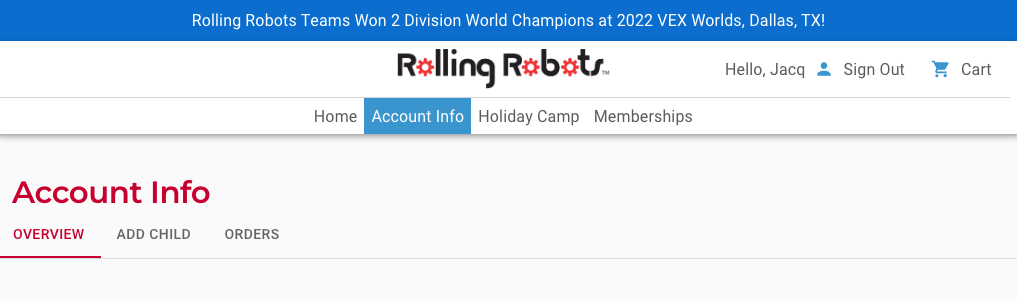 Rolling Robots Teams Won 2 Division World Champions at 2022 VEX Worlds, Dallas, TX!
Rolling Robots™
Hello, Jacq Sign Out Cart
Home Account Info Holiday Camp Memberships
Account Info
OVERVIEW ADD CHILD ORDERS